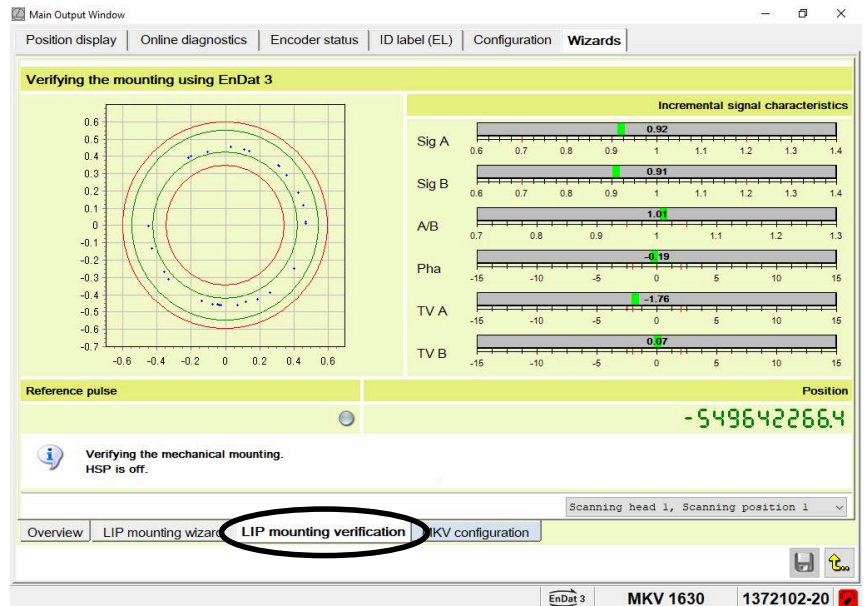 Main Output Window
Position display Online diagnostics Encoder status ID label (EL) Configuration Wizards
Verifying the mounting using EnDat 3
Incremental signal characteristics
0.6
0.5
0.4
0.3
0.2
0.1
0
-0.1
-0.2
-0.3
-0.4
-0.5
-0.6
-0.7
-0.6 -0.4 -0.2 0 0.2 0.4 0.6
Sig A 0.92
0.6 0.7 0.8 0.9 1 1.1 1.2 1.3 1.4
Sig B 0.91
0.6 0.7 0.8 0.9 1 1.1 1.2 1.3 1.4
A/B 1.01
0.7 0.8 0.9 1 1.1 1.2 1.3
Pha -0.19
-15 -10 -5 0 5 10 15
TV A -1.76
-15 -10 -5 0 5 10 15
TV B 0.07
-15 -10 -5 0 5 10 15
Reference pulse Position
-549642266.4
Verifying the mechanical mounting.
HSP is off.
Scanning head 1, Scanning position 1
Overview LIP mounting wizard LIP mounting verification MKV configuration
EnDat 3 MKV 1630 1372102-20